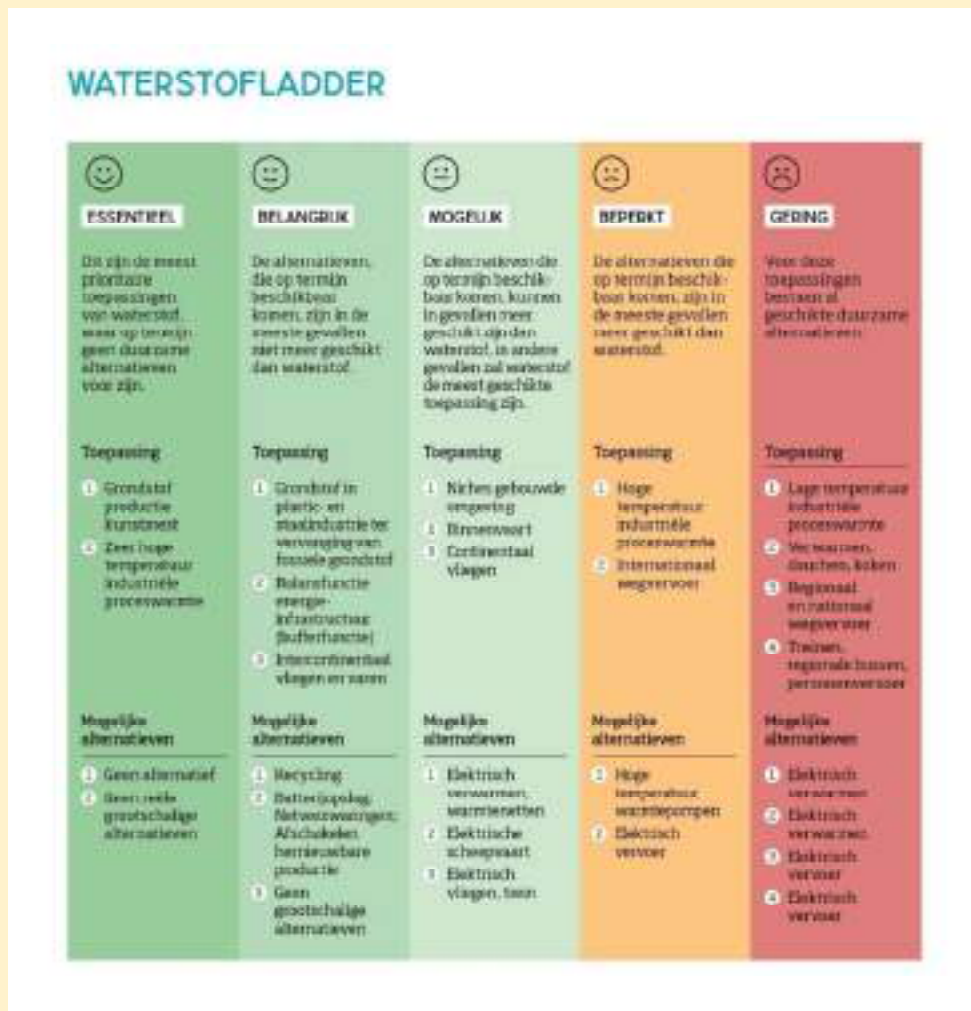 WATERSTOFLADDER
ESSENTIEEL
Dit zijn de meest
prioritaire
toepassingen
van waterstof,
waar op termijn
geen duurzame
alternatieven
voor zijn.
Toepassing
1 Grondstof
productie
kunstmest
2 Zeer hoge
temperatuur
industriële
proceswarmte
Mogelijke
alternatieven
1 Geen alternatief
2 Geen reële
grootschalige
alternatieven
BELANGRIJK
De alternatieven,
die op termijn
beschikbaar
komen, zijn in de
meeste gevallen
niet meer geschikt
dan waterstof.
Toepassing
1 Grondstof in
plastic- en
staalindustrie ter
vervanging van
fossiele grondstof
2 Balansfunctie
energie-
infrastructuur
(bufferfunctie)
3 Intercontinentaal
vliegen en varen
Mogelijke
alternatieven
1 Recycling
2 Batterijopslag;
Netverzwaringen;
Afschakelen
hernieuwbare
productie
3 Geen
grootschalige
alternatieven
MOGELIJK
De alternatieven die
op termijn beschik-
baar komen, kunnen
in gevallen meer
geschikt zijn dan
waterstof, in andere
gevallen zal waterstof
de meest geschikte
toepassing zijn.
Toepassing
1 Niches gebouwde
omgeving
2 Binnenvaart
3 Continentaal
vliegen
Mogelijke
alternatieven
1 Elektrisch
verwarmen,
warmtenetten
2 Elektrische
scheepvaart
3 Elektrisch
vliegen, trein
BEPERKT
De alternatieven die
op termijn beschik-
baar komen, zijn in
de meeste gevallen
meer geschikt dan
waterstof.
Toepassing
1 Hoge
temperatuur
industriële
proceswarmte
2 Internationaal
wegvervoer
Mogelijke
alternatieven
1 Hoge
temperatuur
warmtepompen
2 Elektrisch
vervoer
GERING
Voor deze
toepassingen
bestaan al
geschikte duurzame
alternatieven.
Toepassing
1 Lage temperatuur
industriële
proceswarmte
2 Verwarmen,
douchen, koken
3 Regionaal
en nationaal
wegvervoer
4 Treinen,
regionale bussen,
personenvervoer
Mogelijke
alternatieven
1 Elektrisch
verwarmen
2 Elektrisch
verwarmen
3 Elektrisch
vervoer
4 Elektrisch
vervoer